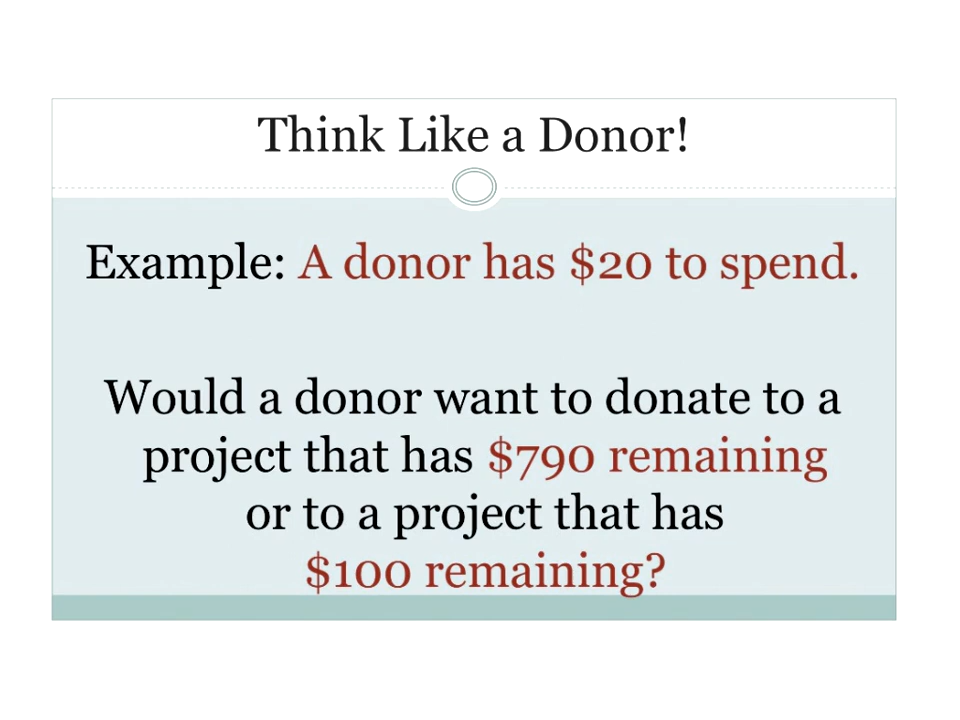 Think Like a Donor!
Example: A donor has $20 to spend.
Would a donor want to donate to a
project that has $790 remaining
or to a project that has
$100 remaining?